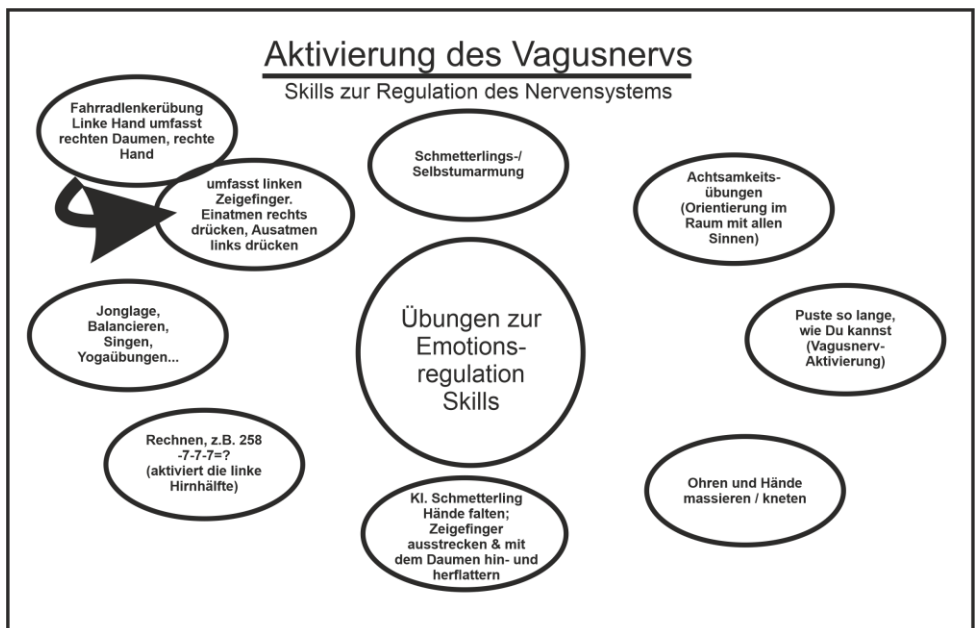 Aktivierung des Vagusnervs
Skills zur Regulation des Nervensystems
Fahrradlenkerübung
Linke Hand umfasst
rechten Daumen, rechte
Hand
umfasst linken
Zeigefinger.
Einatmen rechts
drücken, Ausatmen
links drücken
Schmetterlings-/
Selbstumarmung
Achtsamkeits-
übungen
(Orientierung im
Raum mit allen
Sinnen)
Jonglage,
Balancieren,
Singen,
Yogaübungen...
Übungen zur
Emotions-
regulation
Skills
Puste so lange,
wie Du kannst
(Vagusnerv-
Aktivierung)
Rechnen, z.B. 258
-7-7-7=?
(aktiviert die linke
Hirnhälfte)
Kl. Schmetterling
Hände falten;
Zeigefinger
ausstrecken & mit
dem Daumen hin- und
herflattern
Ohren und Hände
massieren / kneten